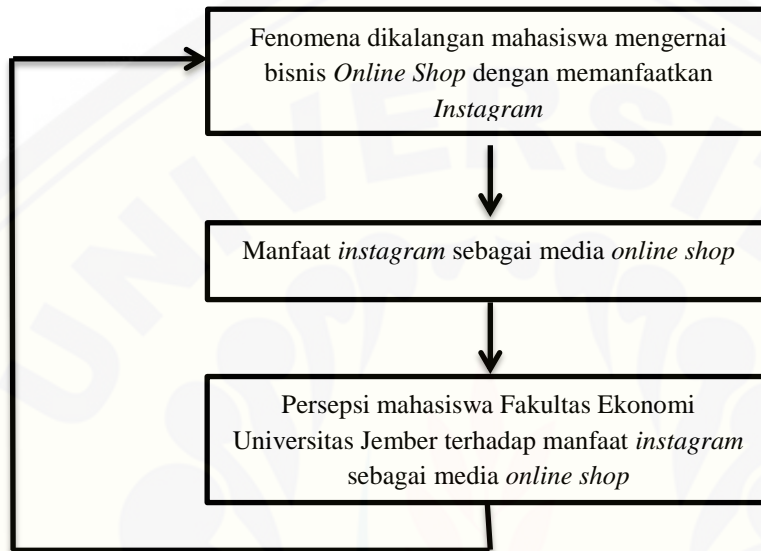 Fenomena dikalangan mahasiswa mengernai
bisnis Online Shop dengan memanfaatkan
Instagram
Manfaat instagram sebagai media online shop
Persepsi mahasiswa Fakultas Ekonomi
Universitas Jember terhadap manfaat instagram
sebagai media online shop